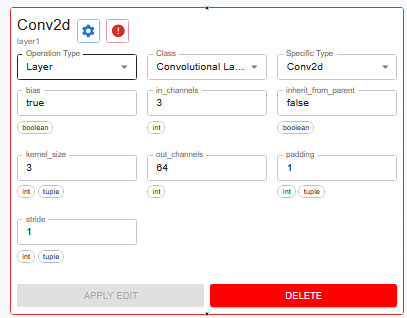 Conv2d
layer1
Operation Type
Layer
Class
Convolutional La...
Specific Type
Conv2d
bias
true
boolean
in_channels
3
int
inherit_from_parent
false
boolean
kernel_size
3
int tuple
out_channels
64
int
padding
1
int tuple
stride
1
int tuple
APPLY EDIT
DELETE